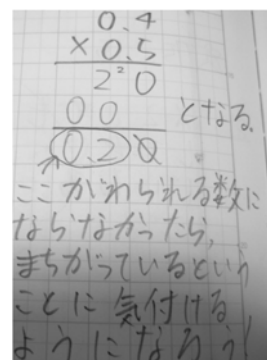 0.4
× 0.5
2 2 0
0 0 となる。
0.2 0
ここがわられる数に
ならなかったら,
まちがっているという
ことに気付ける
ようになろう!